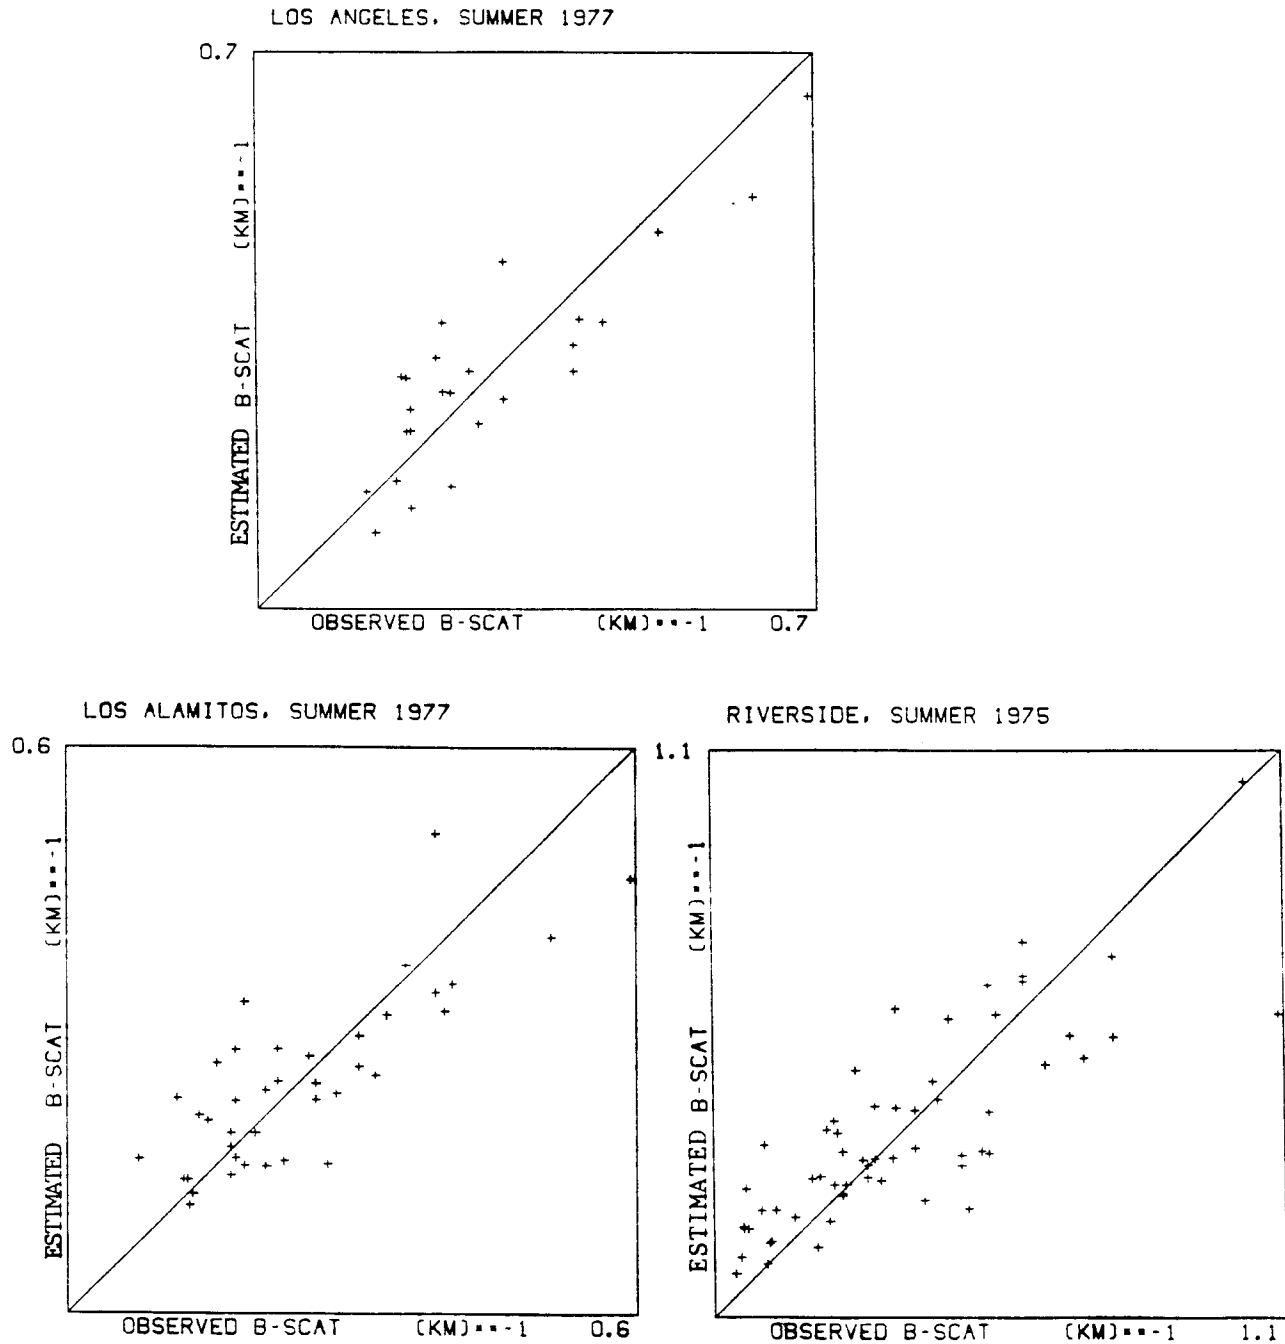 LOS ANGELES, SUMMER 1977
0.7
ESTIMATED B-SCAT (KM)**-1
OBSERVED B-SCAT (KM)**-1 0.7
LOS ALAMITOS, SUMMER 1977
0.6
ESTIMATED B-SCAT (KM)**-1
OBSERVED B-SCAT (KM)**-1 0.6
RIVERSIDE, SUMMER 1975
1.1
ESTIMATED B-SCAT (KM)**-1
OBSERVED B-SCAT (KM)**-1 1.1